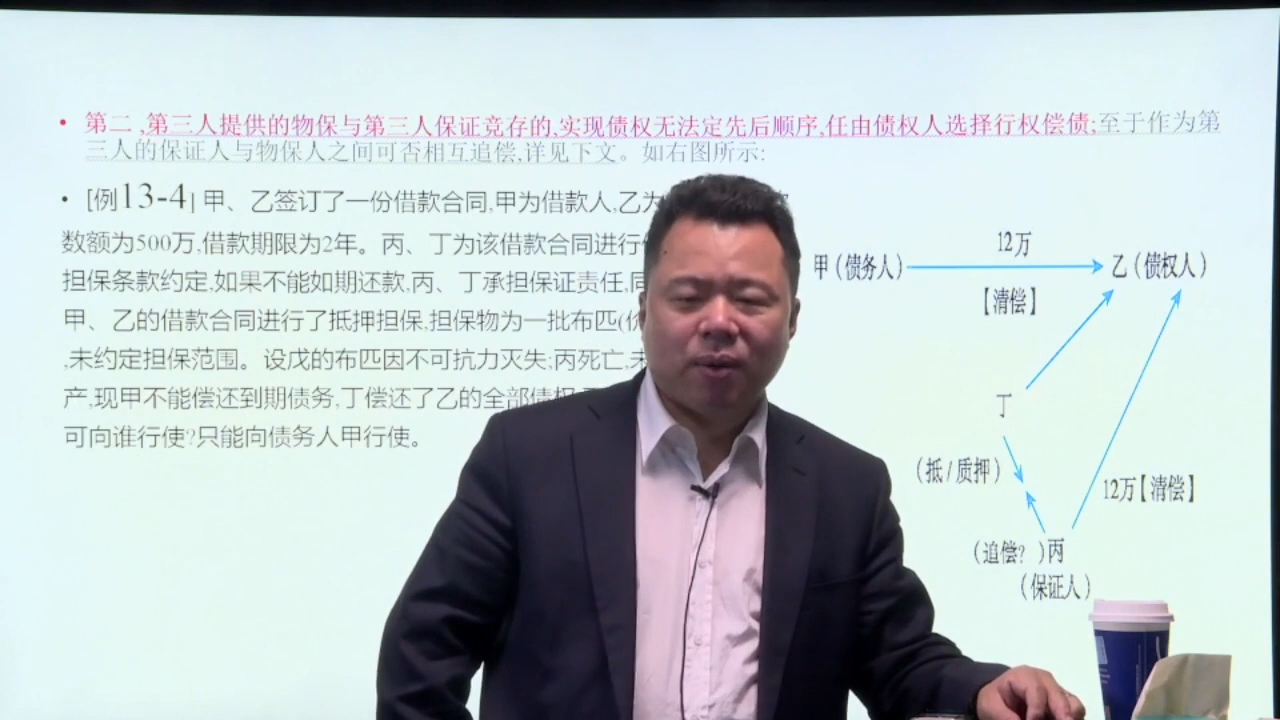 • 第二 ,第三人提供的物保与第三人保证竞存的,实现债权无法定先后顺序,任由债权人选择行权偿债;至于作为第
三人的保证人与物保人之间可否相互追偿,详见下文。如右图所示:
• [例13-4] 甲、乙签订了一份借款合同,甲为借款人,乙为
数额为500万,借款期限为2年。丙、丁为该借款合同进行
担保条款约定,如果不能如期还款,丙、丁承担保证责任,同
甲、乙的借款合同进行了抵押担保,担保物为一批布匹(价
,未约定担保范围。设戊的布匹因不可抗力灭失;丙死亡,未
产,现甲不能偿还到期债务,丁偿还了乙的全部债权
可向谁行使?只能向债务人甲行使。
12万
甲(债务人)
乙(债权人)
【清偿】
丁
(抵/质押)
12万【清偿】
(追偿? )丙
(保证人)